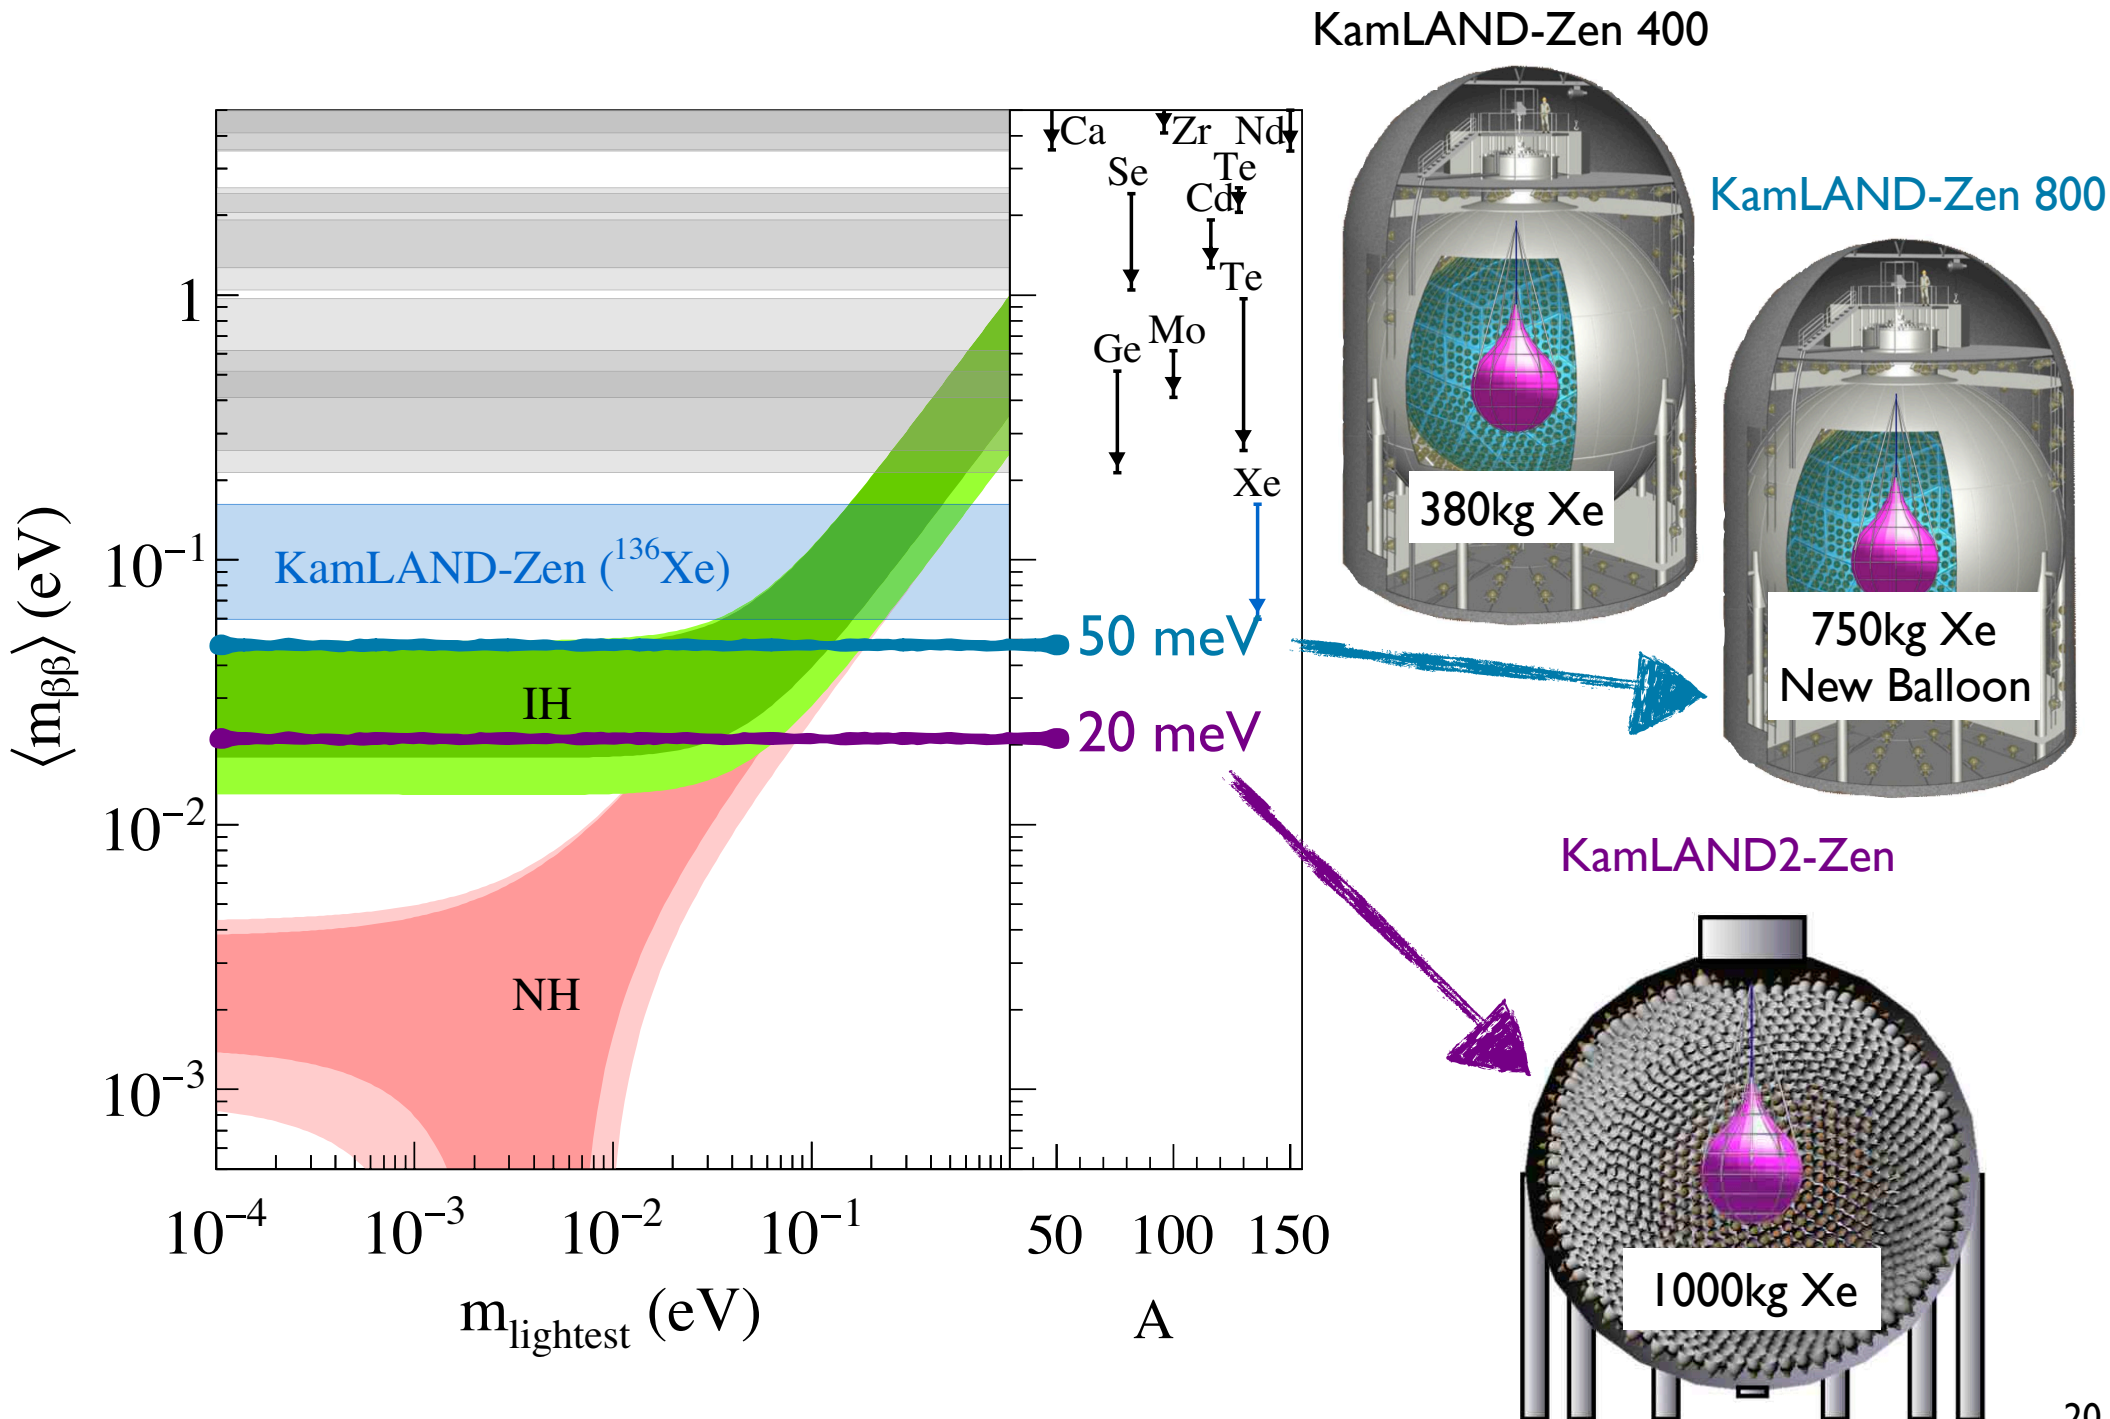 KamLAND-Zen 400
KamLAND-Zen 800
Ca
Zr
Nd
Se
Te
Cd
Te
Ge
Mo
Xe
1
10⁻¹
10⁻²
10⁻³
⟨m_ββ⟩ (eV)
KamLAND-Zen (¹³⁶Xe)
IH
NH
50 meV
20 meV
380kg Xe
750kg Xe
New Balloon
KamLAND2-Zen
1000kg Xe
10⁻⁴
10⁻³
10⁻²
10⁻¹
50
100
150
m_lightest (eV)
A
20